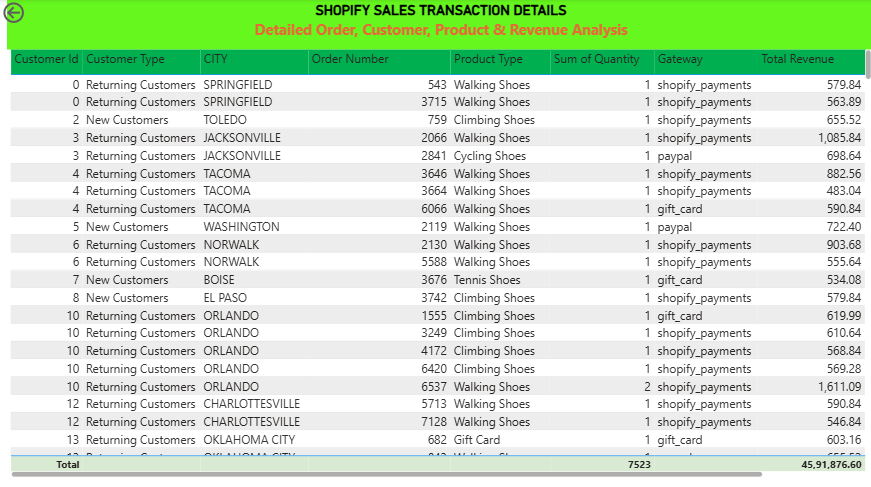 SHOPIFY SALES TRANSACTION DETAILS
Detailed Order, Customer, Product & Revenue Analysis
Customer Id Customer Type CITY Order Number Product Type Sum of Quantity Gateway Total Revenue
0 Returning Customers SPRINGFIELD 543 Walking Shoes 1 shopify_payments 579.84
0 Returning Customers SPRINGFIELD 3715 Walking Shoes 1 shopify_payments 563.89
2 New Customers TOLEDO 759 Climbing Shoes 1 shopify_payments 655.52
3 Returning Customers JACKSONVILLE 2066 Walking Shoes 1 shopify_payments 1,085.84
3 Returning Customers JACKSONVILLE 2841 Cycling Shoes 1 paypal 698.64
4 Returning Customers TACOMA 3646 Walking Shoes 1 shopify_payments 882.56
4 Returning Customers TACOMA 3664 Walking Shoes 1 shopify_payments 483.04
4 Returning Customers TACOMA 6066 Walking Shoes 1 gift_card 590.84
5 New Customers WASHINGTON 2119 Walking Shoes 1 paypal 722.40
6 Returning Customers NORWALK 2130 Walking Shoes 1 shopify_payments 903.68
6 Returning Customers NORWALK 5588 Walking Shoes 1 shopify_payments 555.64
7 New Customers BOISE 3676 Tennis Shoes 1 gift_card 534.08
8 New Customers EL PASO 3742 Climbing Shoes 1 shopify_payments 579.84
10 Returning Customers ORLANDO 1555 Climbing Shoes 1 gift_card 619.99
10 Returning Customers ORLANDO 3249 Climbing Shoes 1 shopify_payments 610.64
10 Returning Customers ORLANDO 4172 Climbing Shoes 1 shopify_payments 568.84
10 Returning Customers ORLANDO 6420 Climbing Shoes 1 shopify_payments 569.28
10 Returning Customers ORLANDO 6537 Walking Shoes 2 shopify_payments 1,611.09
12 Returning Customers CHARLOTTESVILLE 5713 Walking Shoes 1 shopify_payments 590.84
12 Returning Customers CHARLOTTESVILLE 7128 Walking Shoes 1 shopify_payments 546.84
13 Returning Customers OKLAHOMA CITY 682 Gift Card 1 gift_card 603.16
Total 7523 45,91,876.60